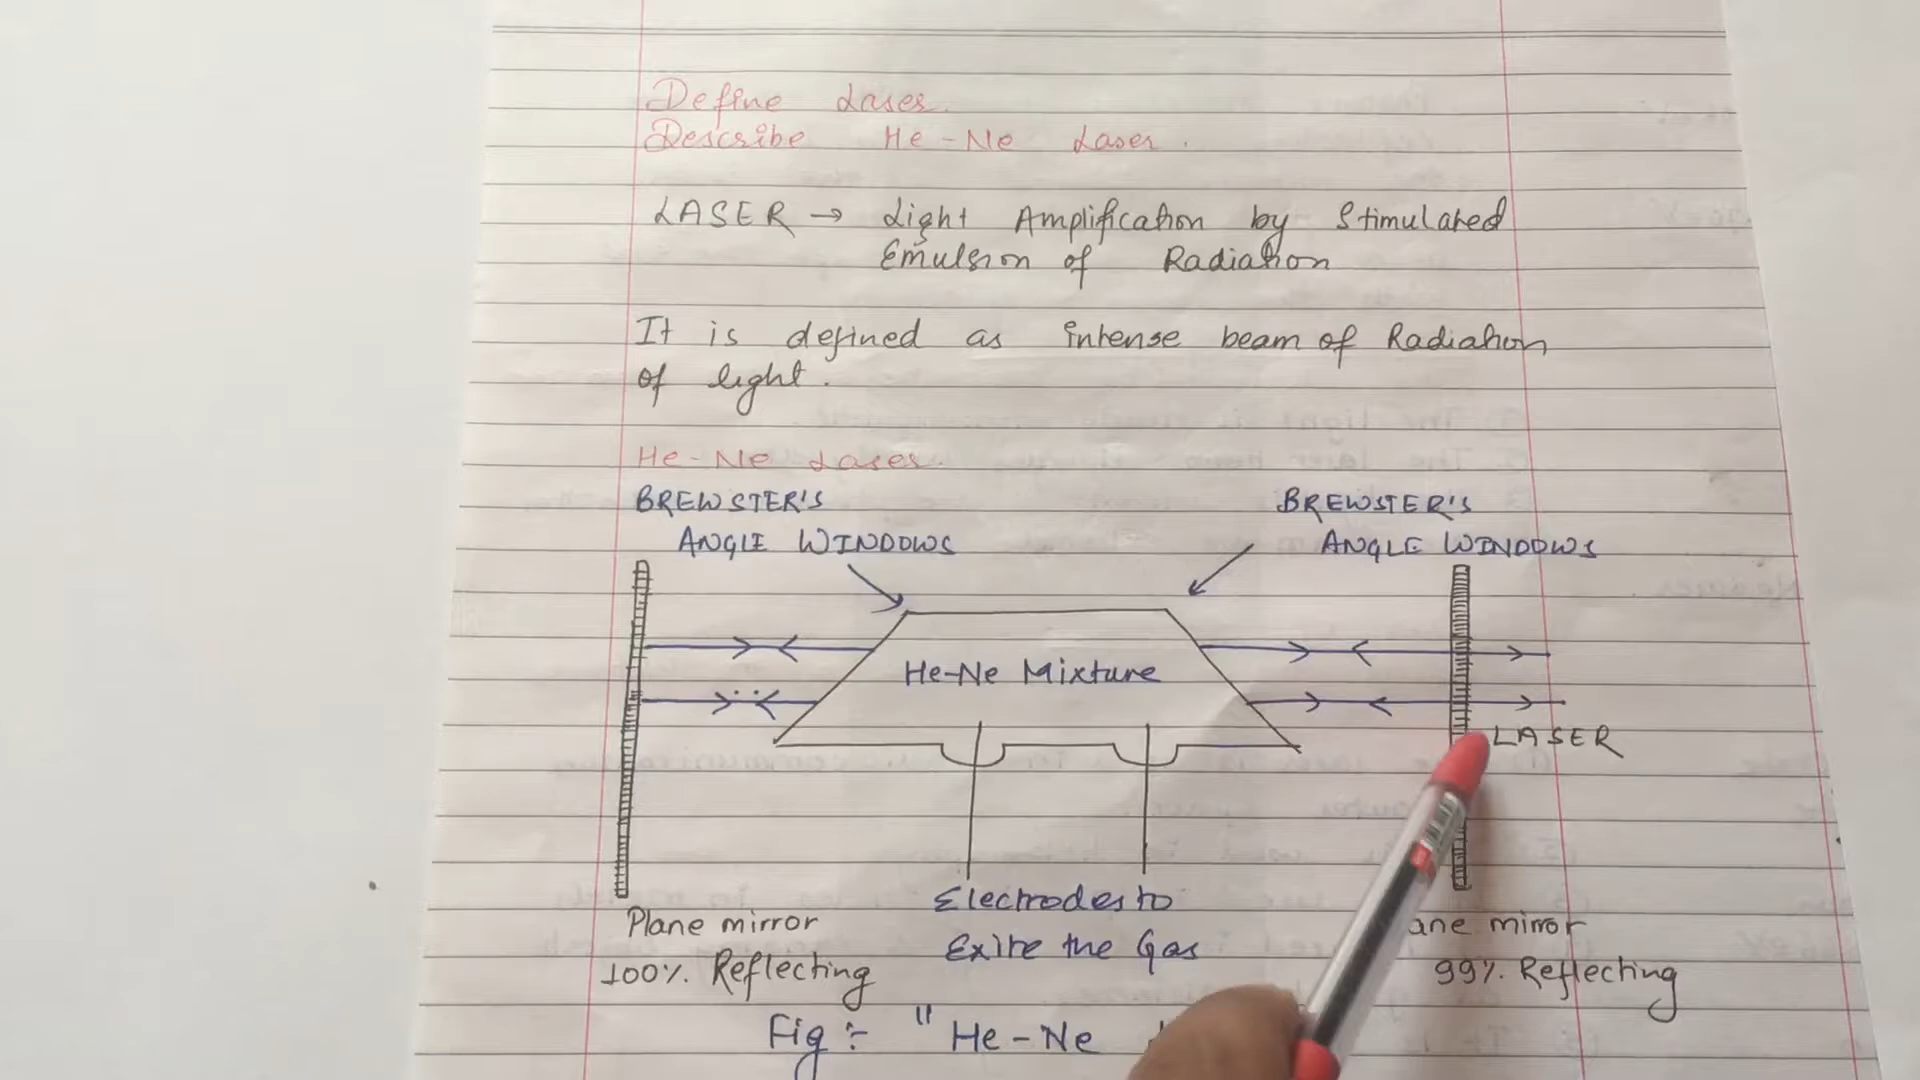 Define Laser.
Describe He-Ne Laser.
LASER → Light Amplification by Stimulated
Emulsion of Radiation
It is defined as intense beam of Radiation
of light.
He-Ne Laser.
BREWSTER'S
ANGLE WINDOWS
BREWSTER'S
ANGLE WINDOWS
He-Ne Mixture
LASER
Electrodes to
Exite the Gas
Plane mirror
100% Reflecting
ane mirror
99% Reflecting
Fig :- "He-Ne